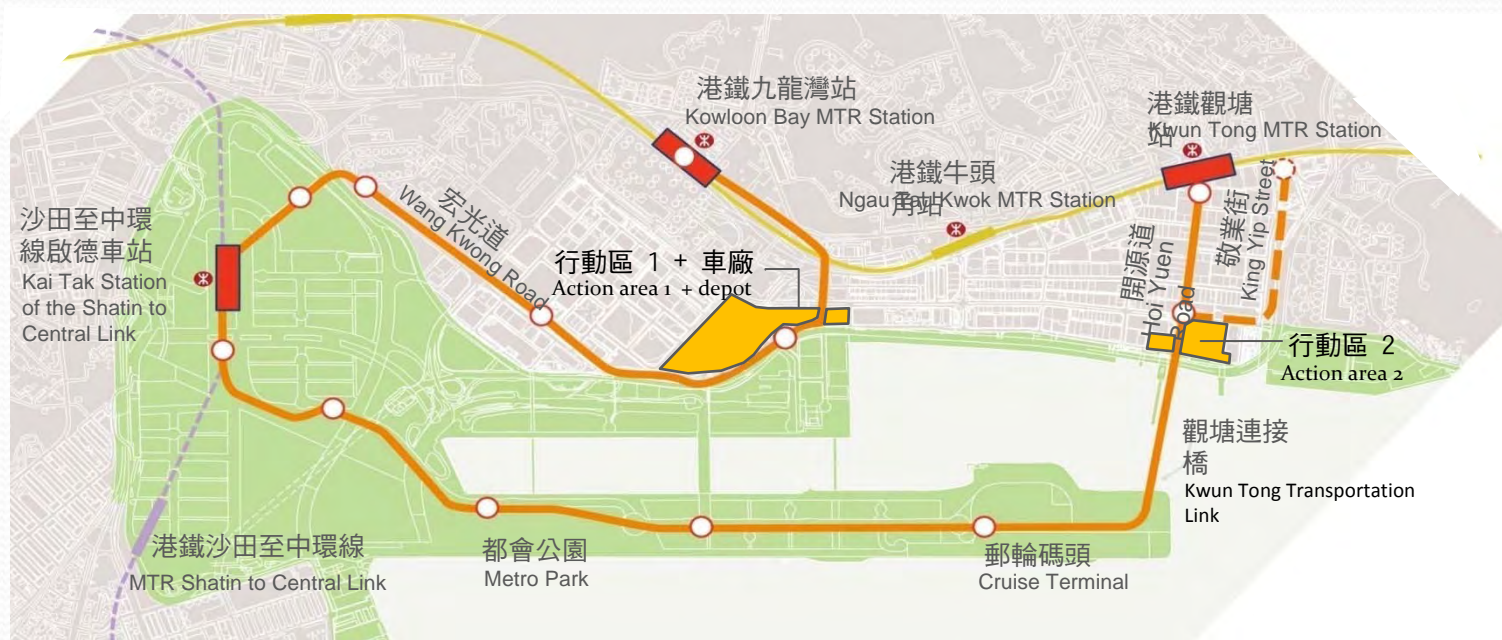 港鐵九龍灣站
Kowloon Bay MTR Station
港鐵觀塘
站
Kwun Tong MTR Station
港鐵牛頭
角站
Ngau Tau Kwok MTR Station
沙田至中環
線啟德車站
Kai Tak Station
of the Shatin to
Central Link
宏光道
Wang Kwong Road
行動區 1 + 車廠
Action area 1 + depot
開源道
Hoi Yuen
Road
敬業街
King Yip Street
行動區 2
Action area 2
觀塘連接
橋
Kwun Tong Transportation
Link
港鐵沙田至中環線
MTR Shatin to Central Link
都會公園
Metro Park
郵輪碼頭
Cruise Terminal